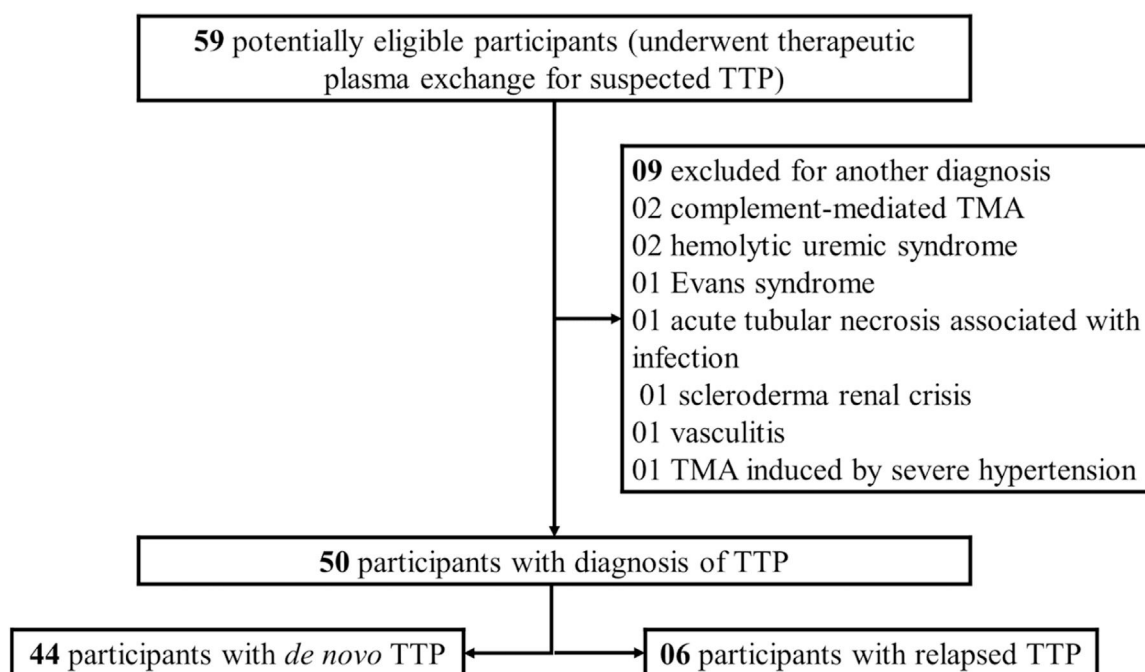 59 potentially eligible participants (underwent therapeutic
plasma exchange for suspected TTP)
09 excluded for another diagnosis
02 complement-mediated TMA
02 hemolytic uremic syndrome
01 Evans syndrome
01 acute tubular necrosis associated with
infection
01 scleroderma renal crisis
01 vasculitis
01 TMA induced by severe hypertension
50 participants with diagnosis of TTP
44 participants with de novo TTP
06 participants with relapsed TTP